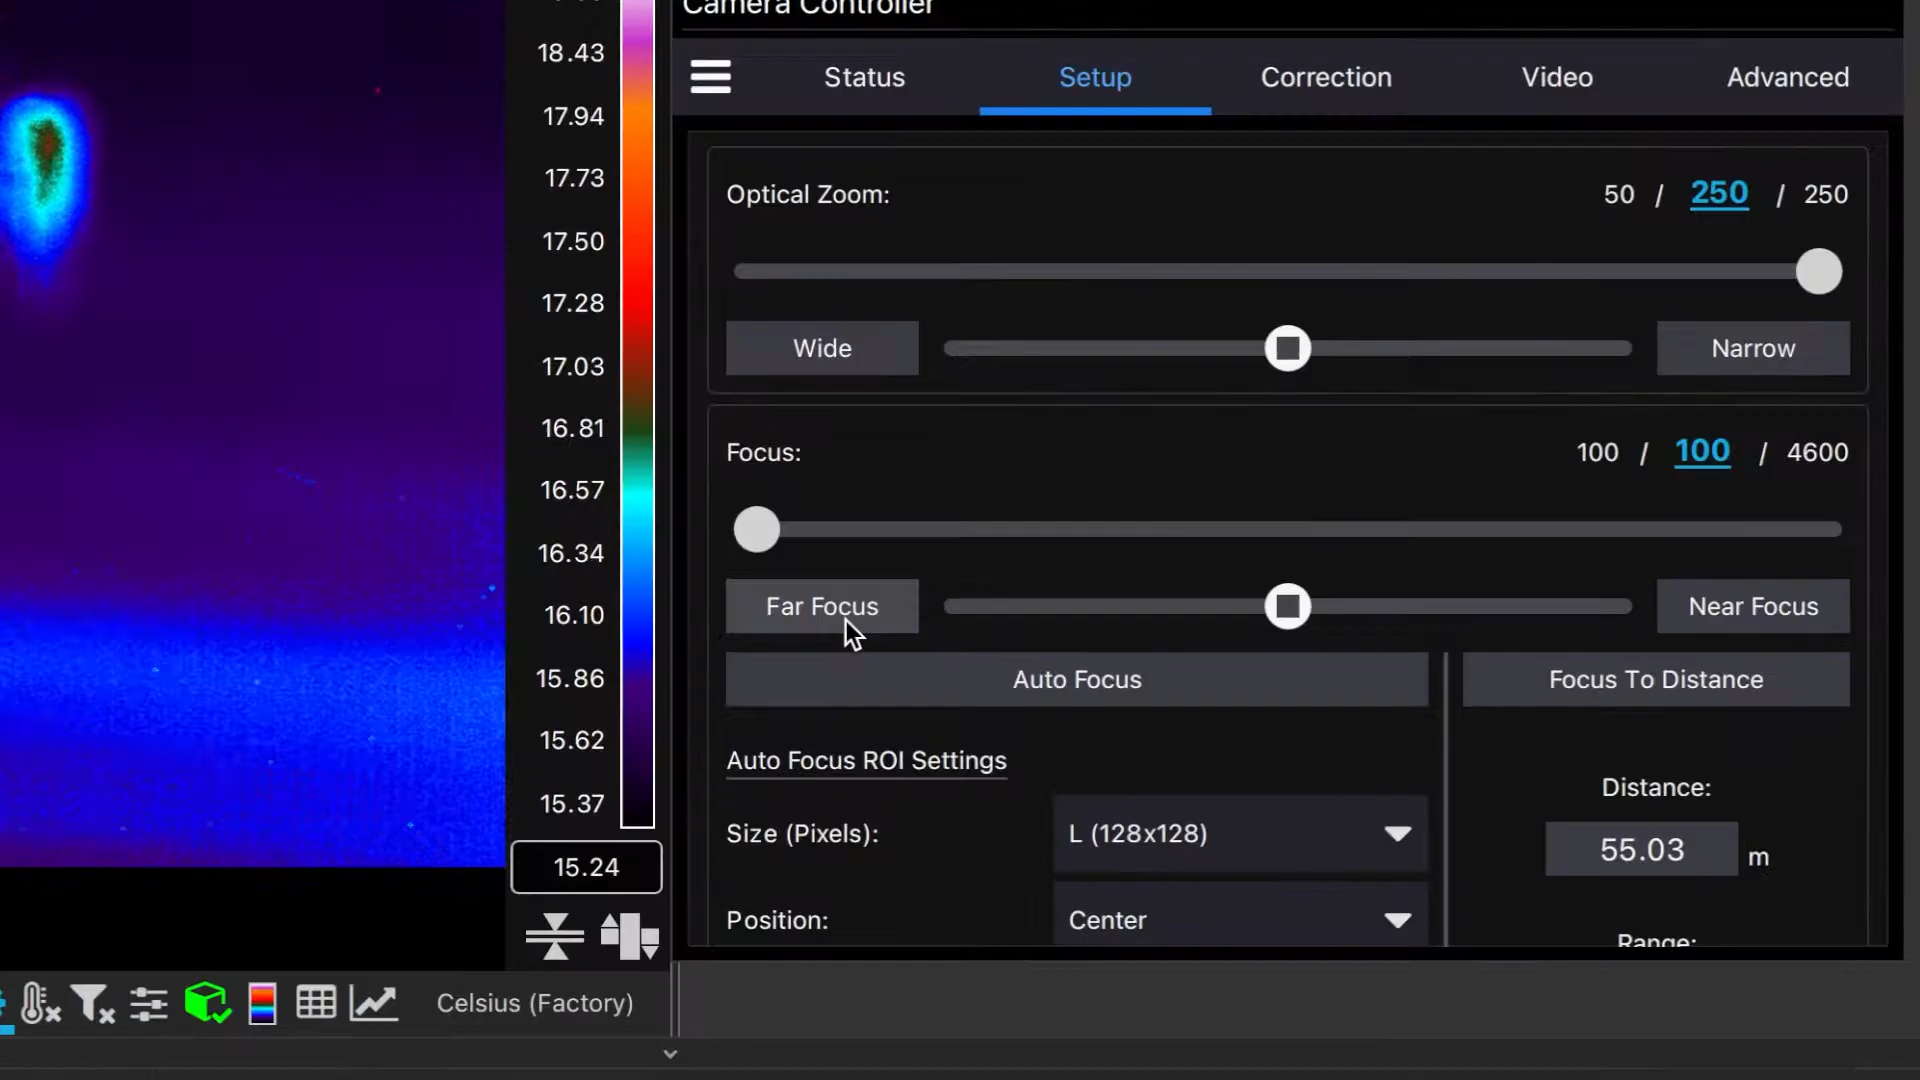 Camera Controller
Status Setup Correction Video Advanced
Optical Zoom: 50 / 250 / 250
Wide Narrow
Focus: 100 / 100 / 4600
Far Focus Near Focus
Auto Focus Focus To Distance
Auto Focus ROI Settings
Distance:
Size (Pixels): L (128x128)
55.03 m
Position: Center
Range:
18.43
17.94
17.73
17.50
17.28
17.03
16.81
16.57
16.34
16.10
15.86
15.62
15.37
15.24
Celsius (Factory)